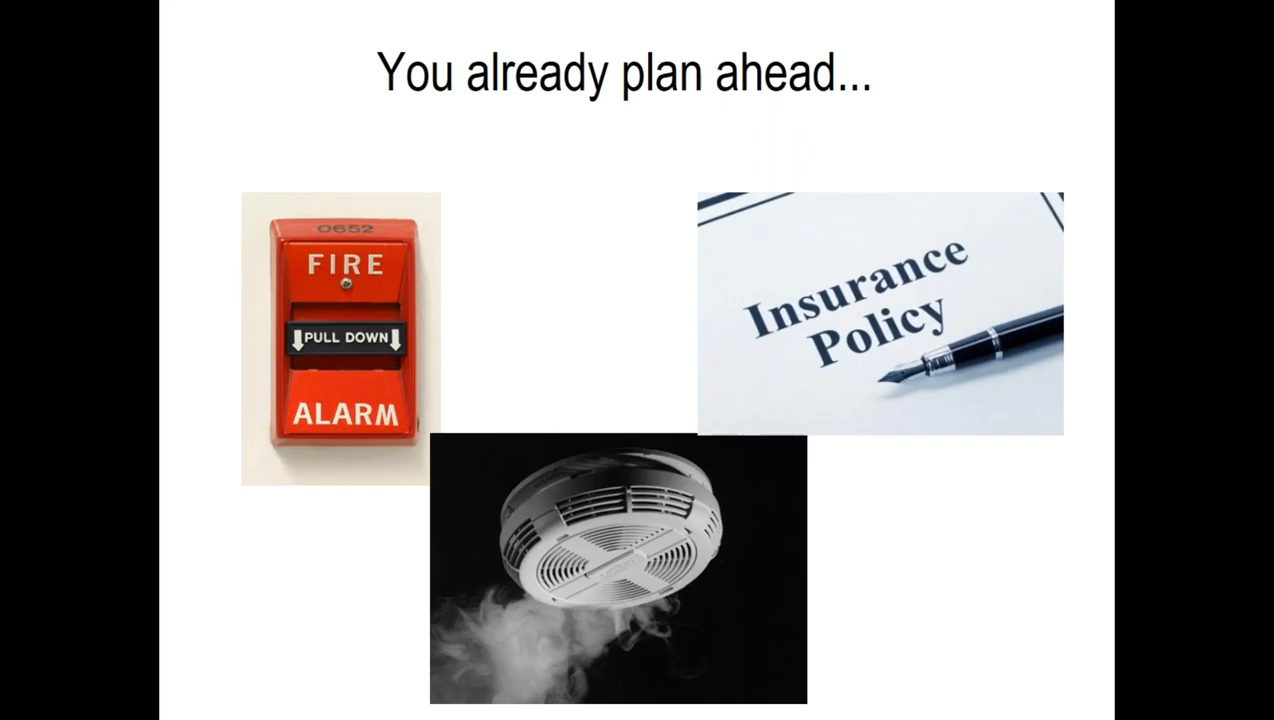 You already plan ahead...
0652
FIRE
PULL DOWN
ALARM
Insurance
Policy